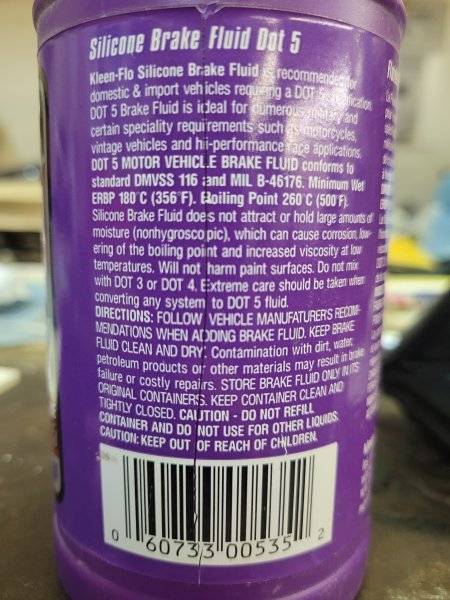 Silicone Brake Fluid Dot 5
Kleen-Flo Silicone Brake Fluid is recommended for
domestic & import vehicles requiring a DOT 5
DOT 5 Brake Fluid is ideal for numerous military and
certain speciality requirements such as motorcycles,
vintage vehicles and hi-performance race applications.
DOT 5 MOTOR VEHICLE BRAKE FLUID conforms to
standard DMVSS 116 and MIL B-46176. Minimum Wet
ERBP 180°C (356°F). Boiling Point 260°C (500°F).
Silicone Brake Fluid does not attract or hold large amounts of
moisture (nonhygroscopic), which can cause corrosion, low-
ering of the boiling point and increased viscosity at low
temperatures. Will not harm paint surfaces. Do not mix
with DOT 3 or DOT 4. Extreme care should be taken when
converting any system to DOT 5 fluid.
DIRECTIONS: FOLLOW VEHICLE MANUFATURER'S RECOM-
MENDATIONS WHEN ADDING BRAKE FLUID. KEEP BRAKE
FLUID CLEAN AND DRY. Contamination with dirt, water,
petroleum products or other materials may result in brake
failure or costly repairs. STORE BRAKE FLUID ONLY IN ITS
ORIGINAL CONTAINERS. KEEP CONTAINER CLEAN AND
TIGHTLY CLOSED. CAUTION - DO NOT REFILL
CONTAINER AND DO NOT USE FOR OTHER LIQUIDS.
CAUTION: KEEP OUT OF REACH OF CHILDREN.
0 60733 00535 2